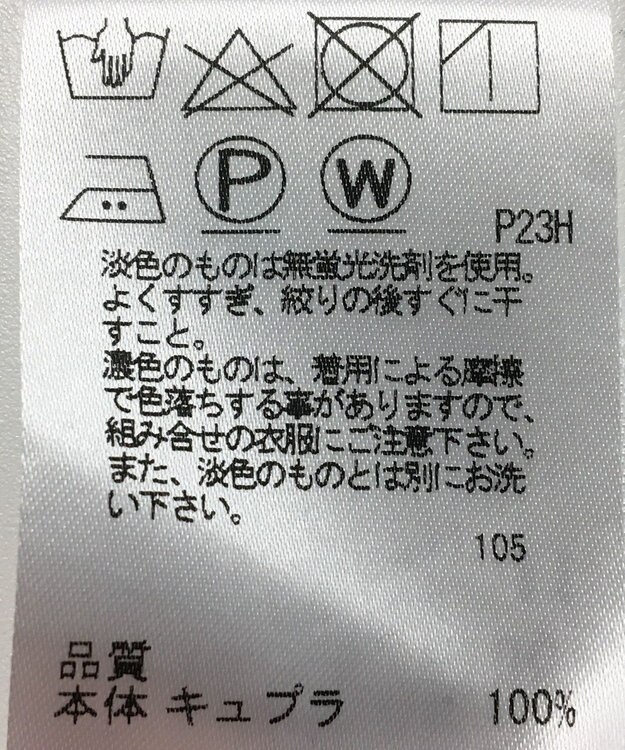 P W
P23H
淡色のものは無蛍光洗剤を使用。
よくすすぎ、絞りの後すぐに干
すこと。
濃色のものは、着用による摩擦
で色落ちする事がありますので、
組み合せの衣服にご注意下さい。
また、淡色のものとは別にお洗
い下さい。
105
品質
本体 キュプラ 100%